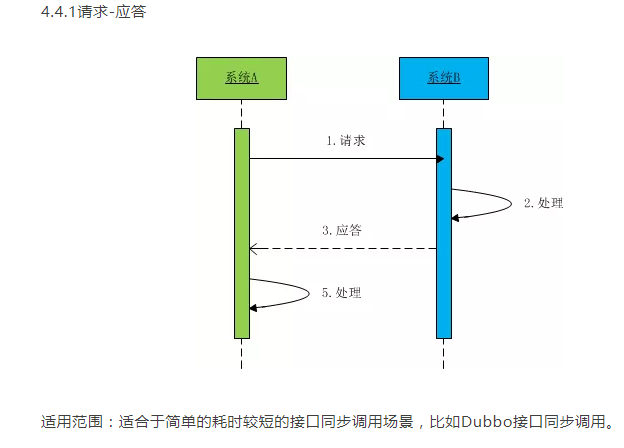 4.4.1请求-应答
系统A
系统B
1.请求
2.处理
3.应答
5.处理
适用范围：适合于简单的耗时较短的接口同步调用场景，比如Dubbo接口同步调用。